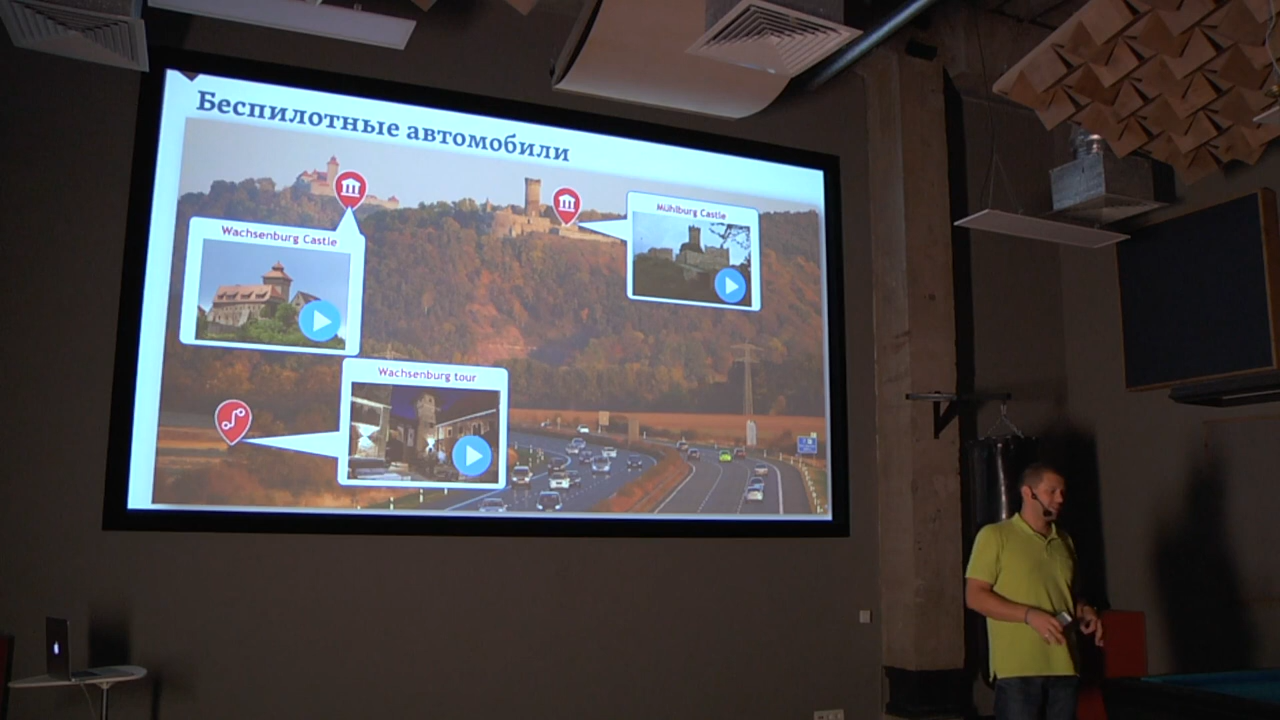 Беспилотные автомобили
Mühlburg Castle
Wachsenburg Castle
Wachsenburg tour